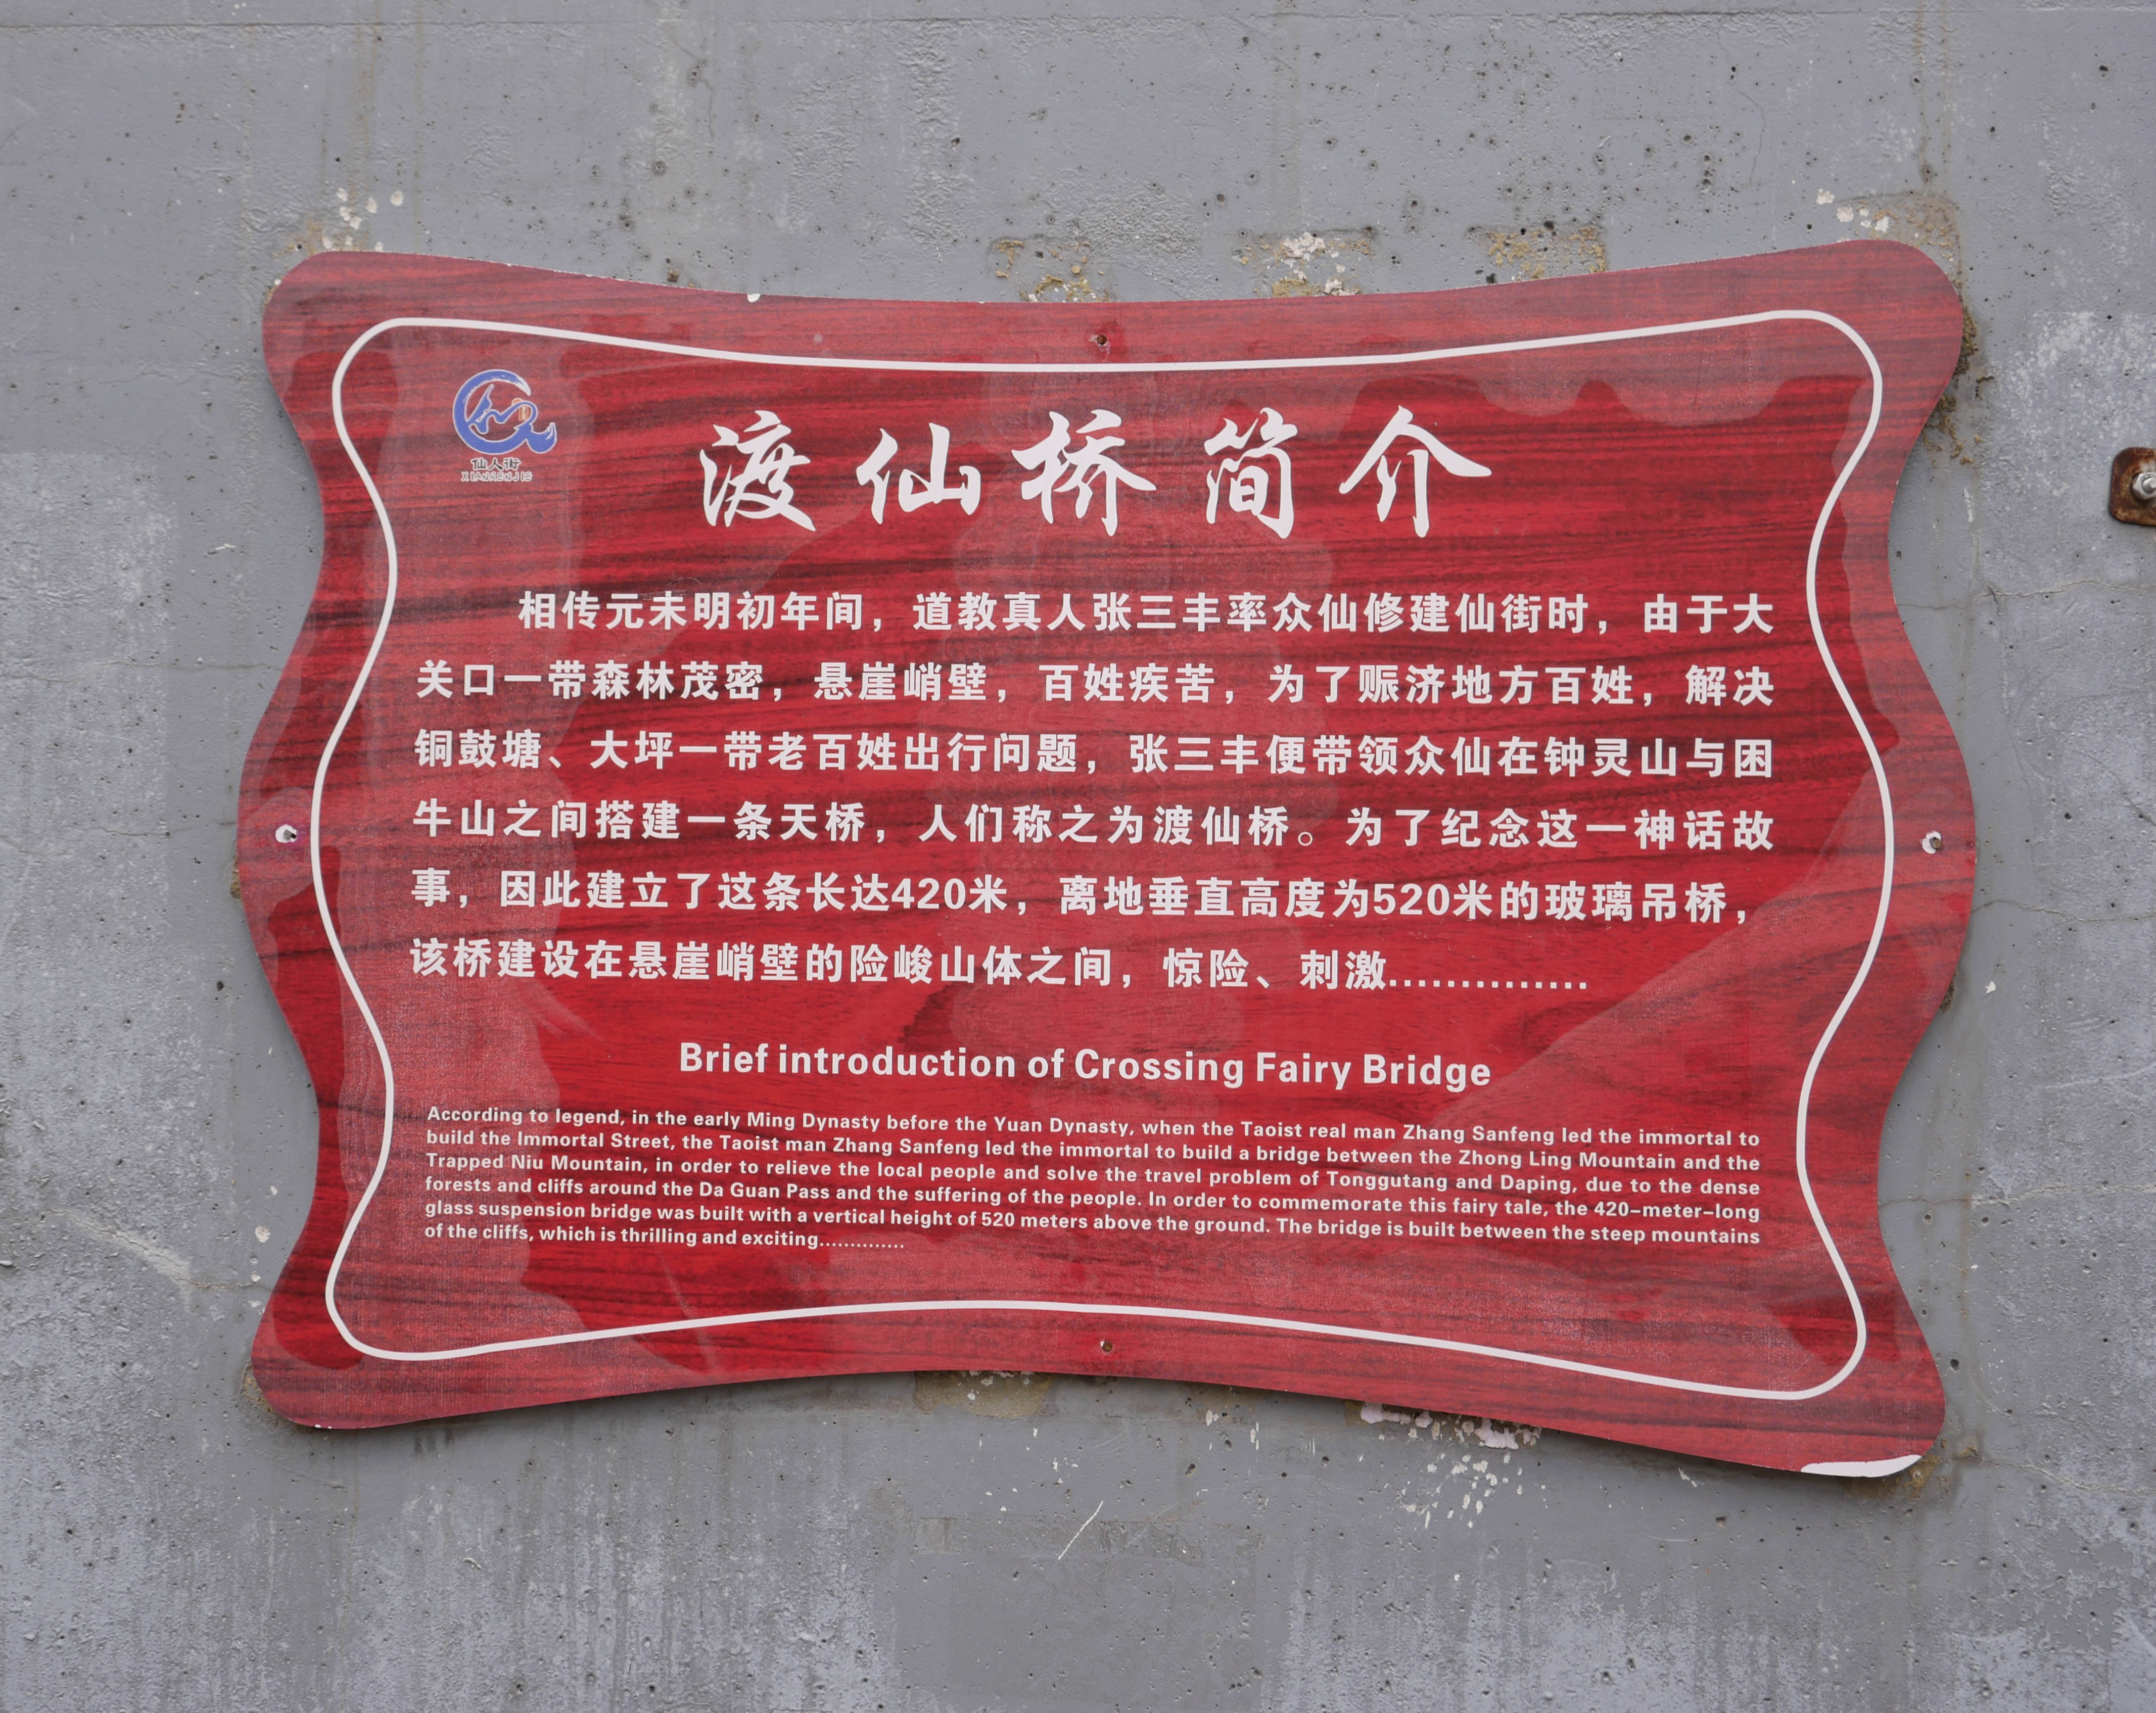 仙人街
XIANRENJIE
渡仙桥简介
相传元末明初年间，道教真人张三丰率众仙修建仙街时，由于大
关口一带森林茂密，悬崖峭壁，百姓疾苦，为了赈济地方百姓，解决
铜鼓塘、大坪一带老百姓出行问题，张三丰便带领众仙在钟灵山与困
牛山之间搭建一条天桥，人们称之为渡仙桥。为了纪念这一神话故
事，因此建立了这条长达420米，离地垂直高度为520米的玻璃吊桥，
该桥建设在悬崖峭壁的险峻山体之间，惊险、刺激..............
Brief introduction of Crossing Fairy Bridge
According to legend, in the early Ming Dynasty before the Yuan Dynasty, when the Taoist real man Zhang Sanfeng led the immortal to
build the Immortal Street, the Taoist man Zhang Sanfeng led the immortal to build a bridge between the Zhong Ling Mountain and the
Trapped Niu Mountain, in order to relieve the local people and solve the travel problem of Tonggutang and Daping, due to the dense
forests and cliffs around the Da Guan Pass and the suffering of the people. In order to commemorate this fairy tale, the 420-meter-long
glass suspension bridge was built with a vertical height of 520 meters above the ground. The bridge is built between the steep mountains
of the cliffs, which is thrilling and exciting..............